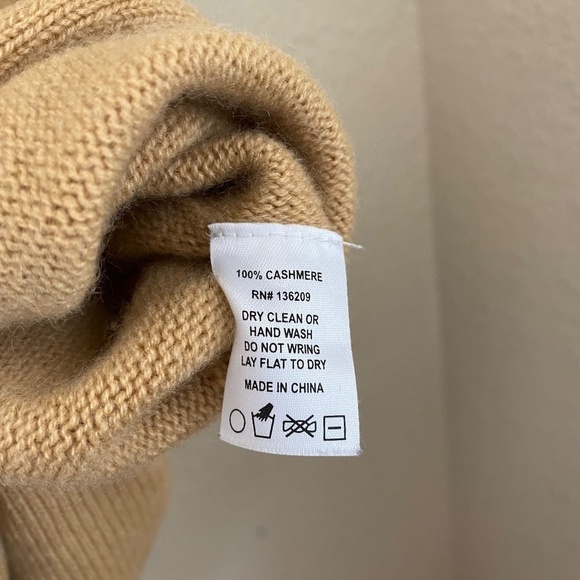 100% CASHMERE
RN# 136209
DRY CLEAN OR
HAND WASH
DO NOT WRING
LAY FLAT TO DRY
MADE IN CHINA